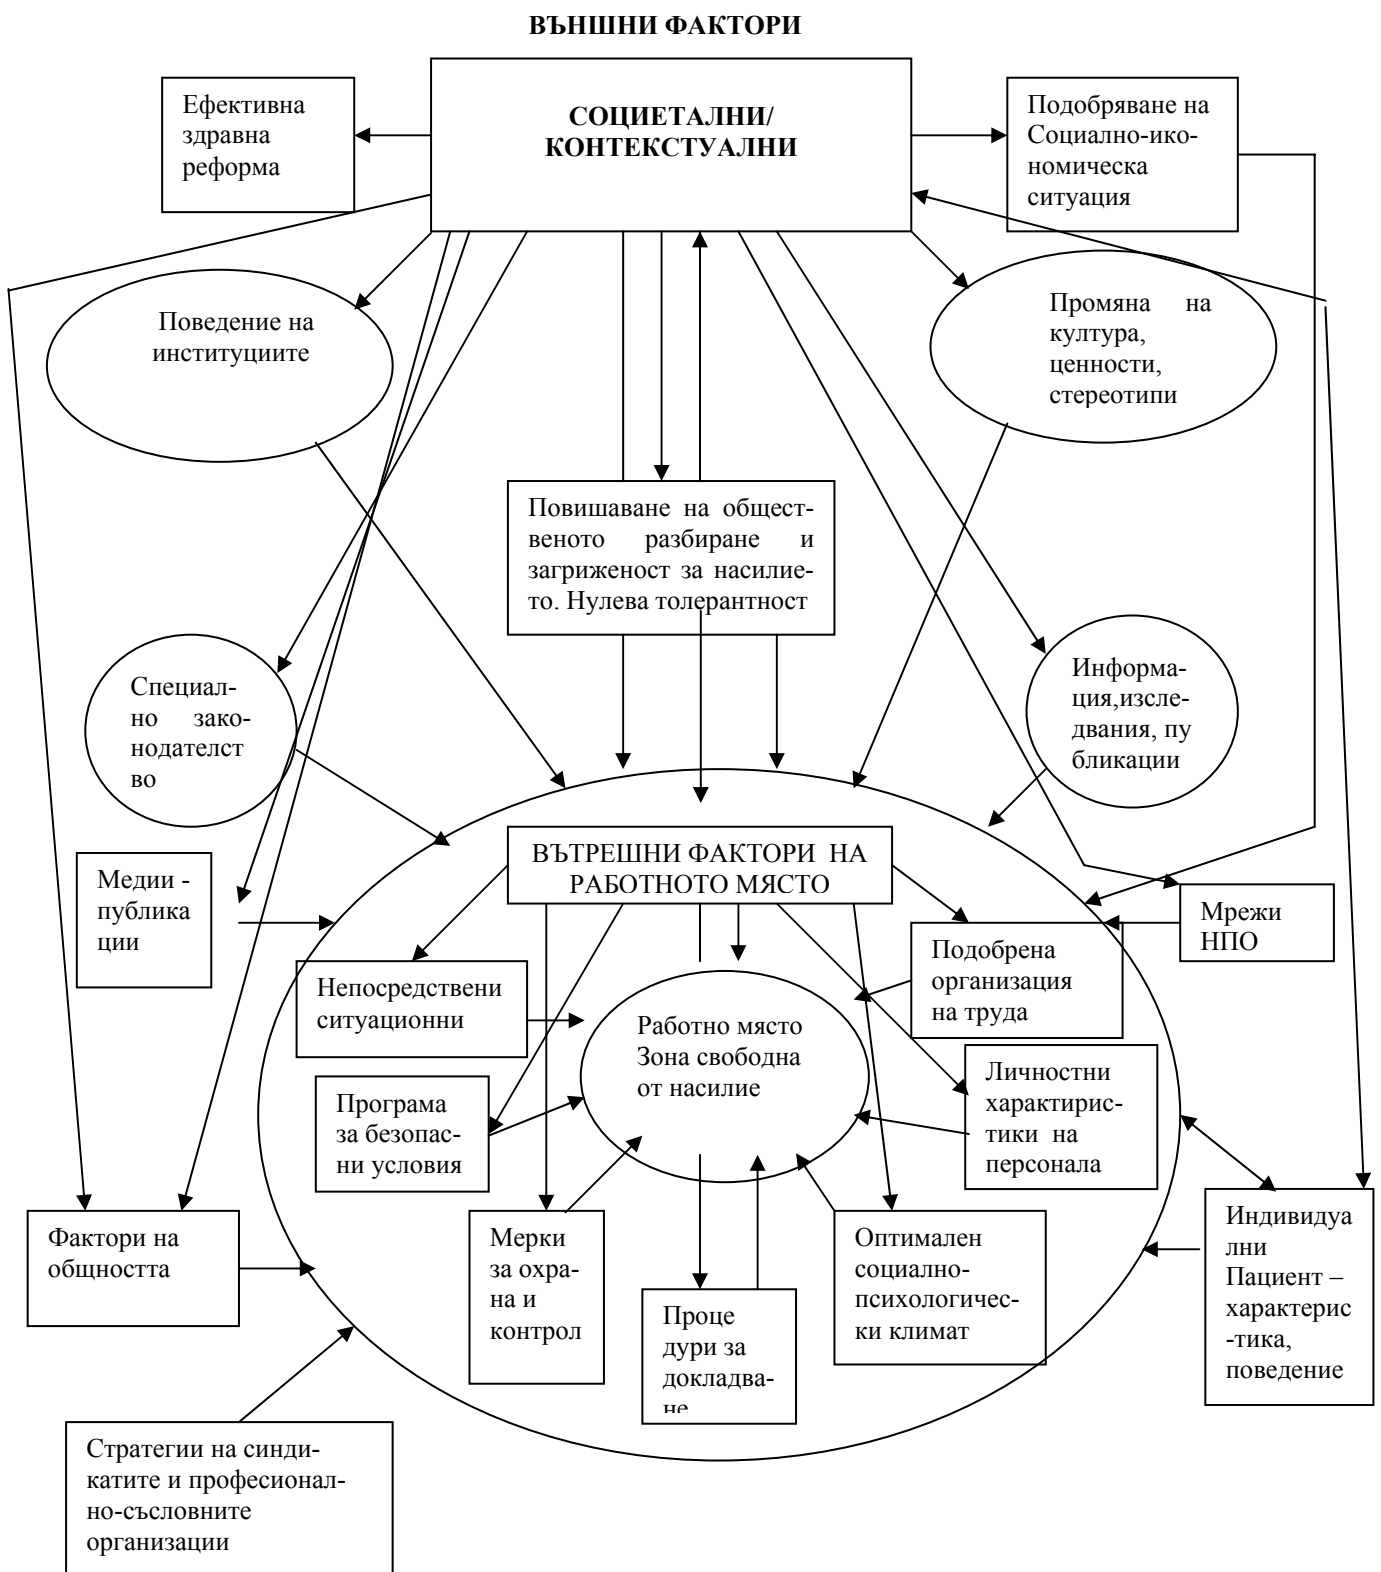 ВЪНШНИ ФАКТОРИ
Ефективна
здравна
реформа
СОЦИЕТАЛНИ/
КОНТЕКСТУАЛНИ
Подобряване на
Социално-ико-
номическа
ситуация
Поведение на
институциите
Промяна на
култура,
ценности,
стереотипи
Повишаване на общест-
веното разбиране и
загриженост за насилие-
то. Нулева толерантност
Специал-
но зако-
нодателст
во
Информа-
ция,изсле-
двания, пу
бликации
ВЪТРЕШНИ ФАКТОРИ НА
РАБОТНОТО МЯСТО
Медии -
публика
ции
Мрежи
НПО
Непосредствени
ситуационни
Подобрена
организация
на труда
Работно място
Зона свободна
от насилие
Програма
за безопас-
ни условия
Личностни
характирис-
тики на
персонала
Фактори на
общността
Мерки
за охра-
на и
контрол
Проце
дури за
докладва-
не
Оптимален
социално-
психологичес-
ки климат
Индивидуа
лни
Пациент –
характерис
-тика,
поведение
Стратегии на синди-
катите и професионал-
но-съсловните
организации